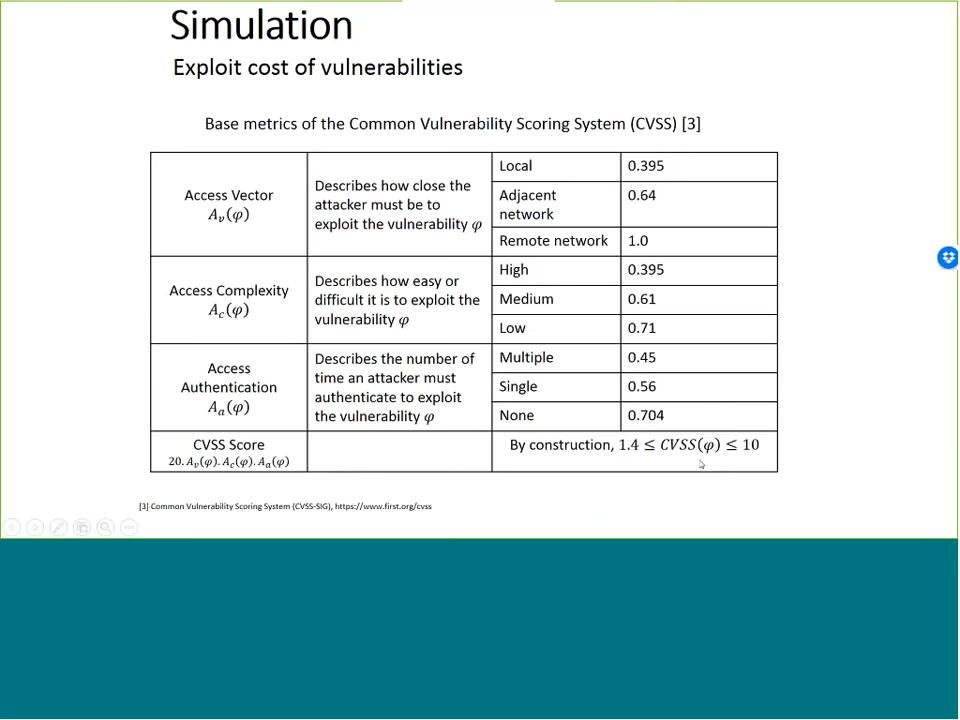 Simulation
Exploit cost of vulnerabilities
Base metrics of the Common Vulnerability Scoring System (CVSS) [3]
Access Vector
𝐴ᵥ(𝜑)
Describes how close the
attacker must be to
exploit the vulnerability 𝜑
Local
0.395
Adjacent
network
0.64
Remote network
1.0
Access Complexity
𝐴_c(𝜑)
Describes how easy or
difficult it is to exploit the
vulnerability 𝜑
High
0.395
Medium
0.61
Low
0.71
Access
Authentication
𝐴ₐ(𝜑)
Describes the number of
time an attacker must
authenticate to exploit
the vulnerability 𝜑
Multiple
0.45
Single
0.56
None
0.704
CVSS Score
20. 𝐴ᵥ(𝜑). 𝐴_c(𝜑). 𝐴ₐ(𝜑)
By construction, 1.4 ≤ 𝐶𝑉𝑆𝑆(𝜑) ≤ 10
[3] Common Vulnerability Scoring System (CVSS-SIG), https://www.first.org/cvss